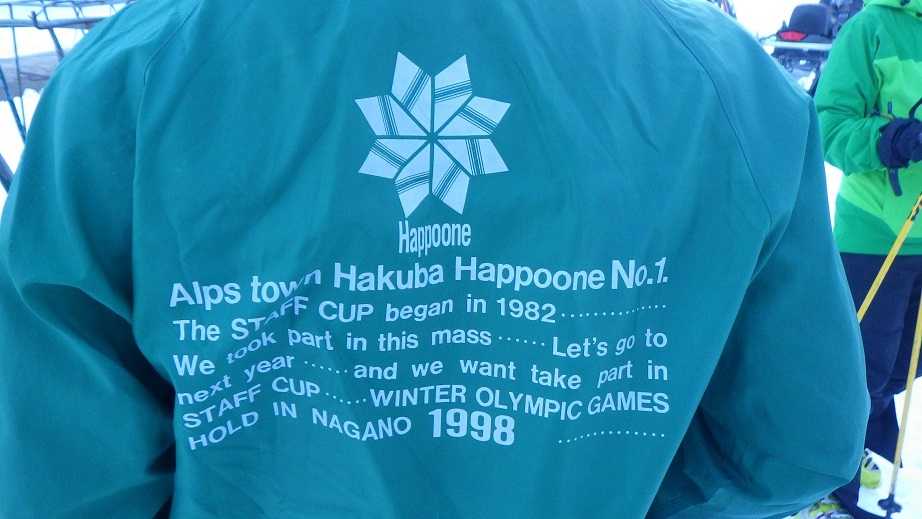 Happoone
Alps town Hakuba Happoone No.1.
The STAFF CUP began in 1982 ...............
We took part in this mass ...... Let's go to
next year ...... and we want take part in
STAFF CUP ...... WINTER OLYMPIC GAMES
HOLD IN NAGANO 1998 ...............